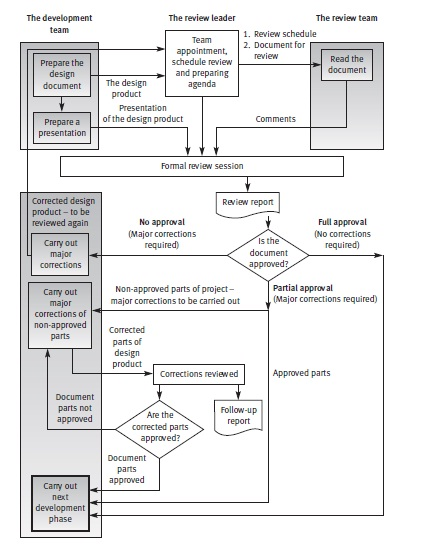 The development
team
The review leader
The review team
Team
appointment,
schedule review
and preparing
agenda
1. Review schedule
2. Document for
review
Prepare the
design
document
Read the
document
The design
product
Presentation
of the design product
Prepare a
presentation
Comments
Formal review session
Review report
Corrected design
product – to be
reviewed again
No approval
(Major corrections
required)
Full approval
(No corrections
required)
Is the
document
approved?
Carry out
major
corrections
Partial approval
(Major corrections required)
Non-approved parts of project –
major corrections to be carried out
Carry out
major
corrections of
non-approved
parts
Corrected
parts of
design
product
Corrections reviewed
Approved parts
Document
parts not
approved
Are the
corrected parts
approved?
Follow-up
report
Document
parts
approved
Carry out
next
development
phase